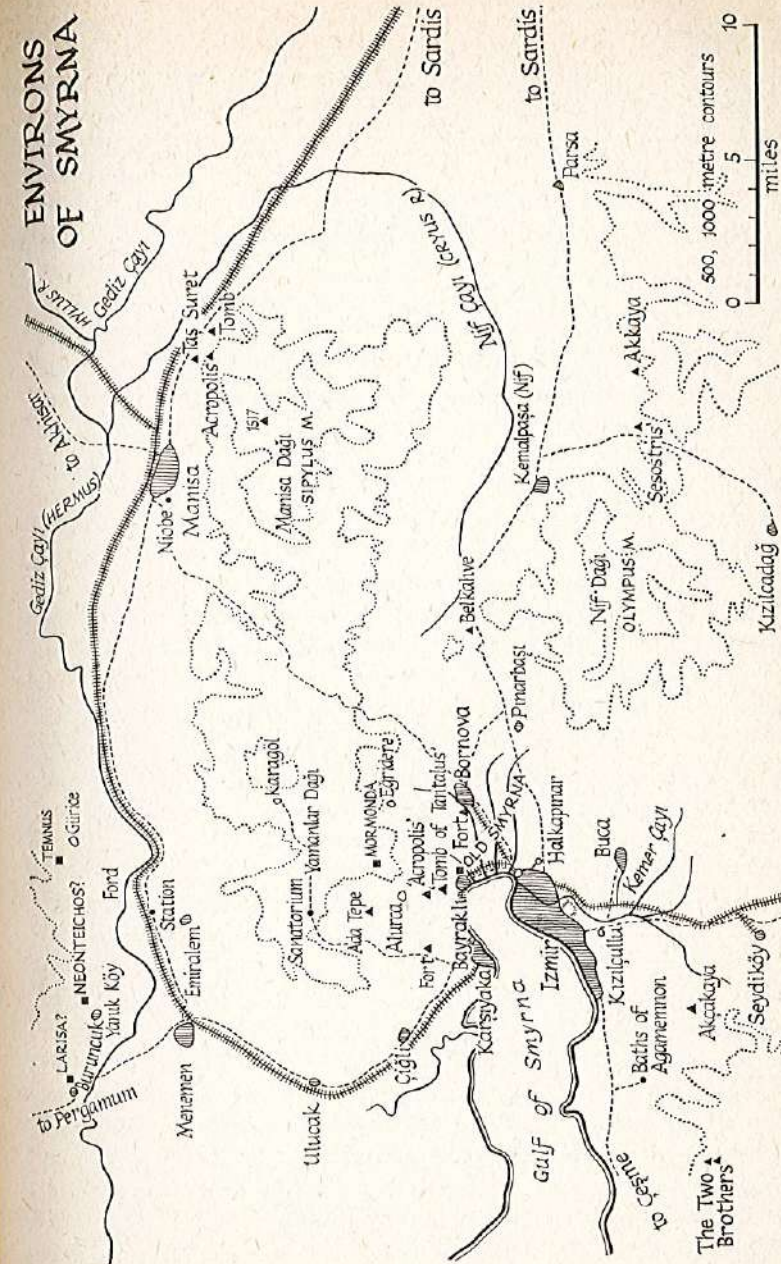 ENVIRONS
OF SMYRNA
HYLLUS R.
Gediz Çayı
to Akhisar
Gediz Çayı (HERMUS)
TEMNUS
Gürice
NEONTEICHOS?
LARISA?
Buruncuk
Yanık Köy
to Pergamum
Ford
Station
Emiralem
Menemen
Ulucak
Çiğli
Niobe
Manisa
Taş Suret
Acropolis
Tomb
1517
Manisa Dağı
SIPYLUS M.
to Sardis
Nif Çayı (CRYUS R.)
to Sardis
Parsa
Karagöl
Yamanlar Dağı
Sanatorium
MORMONDA
Eğridere
Ada Tepe
Alurca
Acropolis
Tomb of Tantalus
Fort
Fort
Bornova
OLD SMYRNA
Bayraklı
Karşıyaka
Izmir
Halkapınar
Gulf of Smyrna
Belkahve
Pınarbaşı
Kemalpaşa (Nif)
Nif Dağı
OLYMPUS M.
Akkaya
Sesostris
Kızılcadağ
Buca
Kemer Çayı
Kızılçullu
Baths of
Agamemnon
Akçakaya
Seydiköy
to Çeşme
The Two
Brothers
500, 1000 metre contours
0 5 10
miles